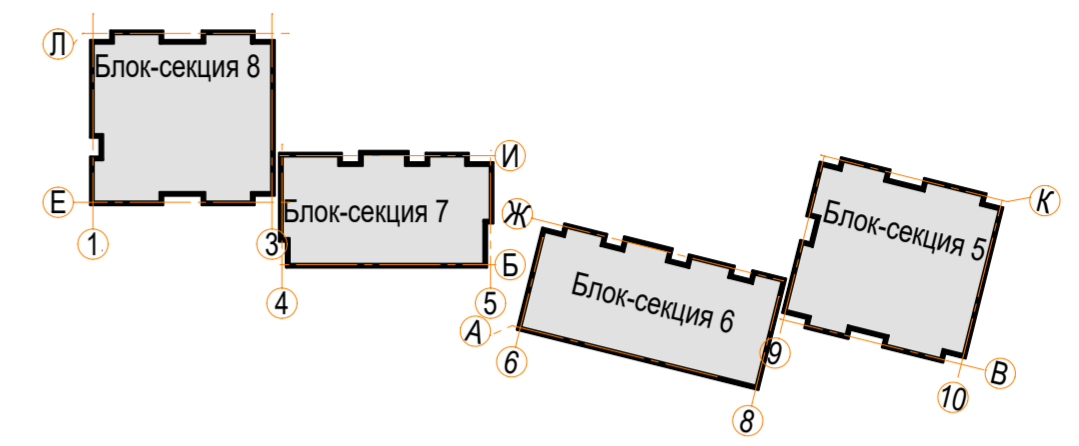 Л
Блок-секция 8
Е
1
3
И
Блок-секция 7
Б
4
5
Ж
Блок-секция 6
А
6
8
Блок-секция 5
К
9
В
10